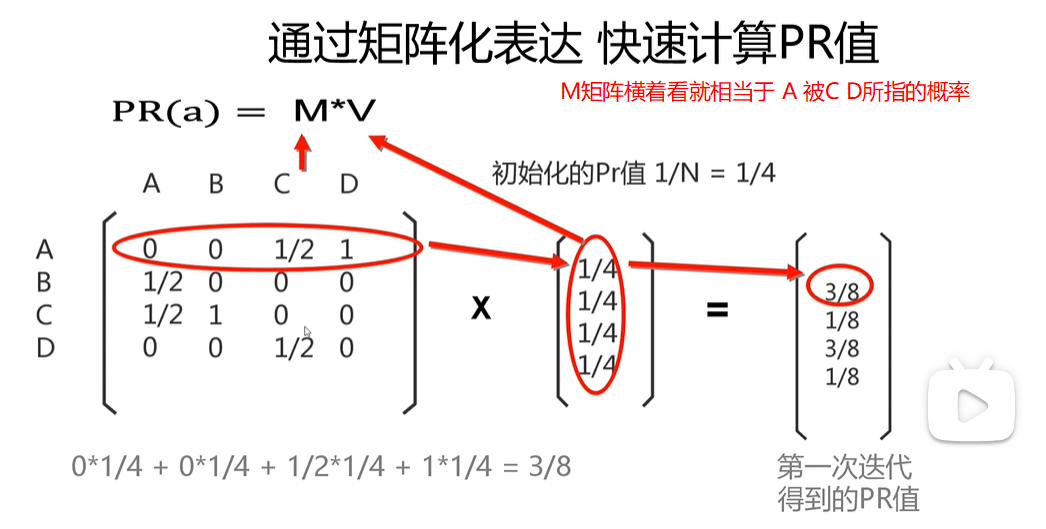 通过矩阵化表达 快速计算PR值
M矩阵横着看就相当于 A 被C D所指的概率
PR(a) = M*V
初始化的Pr值 1/N = 1/4
A B C D
A 0 0 1/2 1
B 1/2 0 0 0
C 1/2 1 0 0
D 0 0 1/2 0
X
1/4
1/4
1/4
1/4
=
3/8
1/8
3/8
1/8
0*1/4 + 0*1/4 + 1/2*1/4 + 1*1/4 = 3/8
第一次迭代
得到的PR值